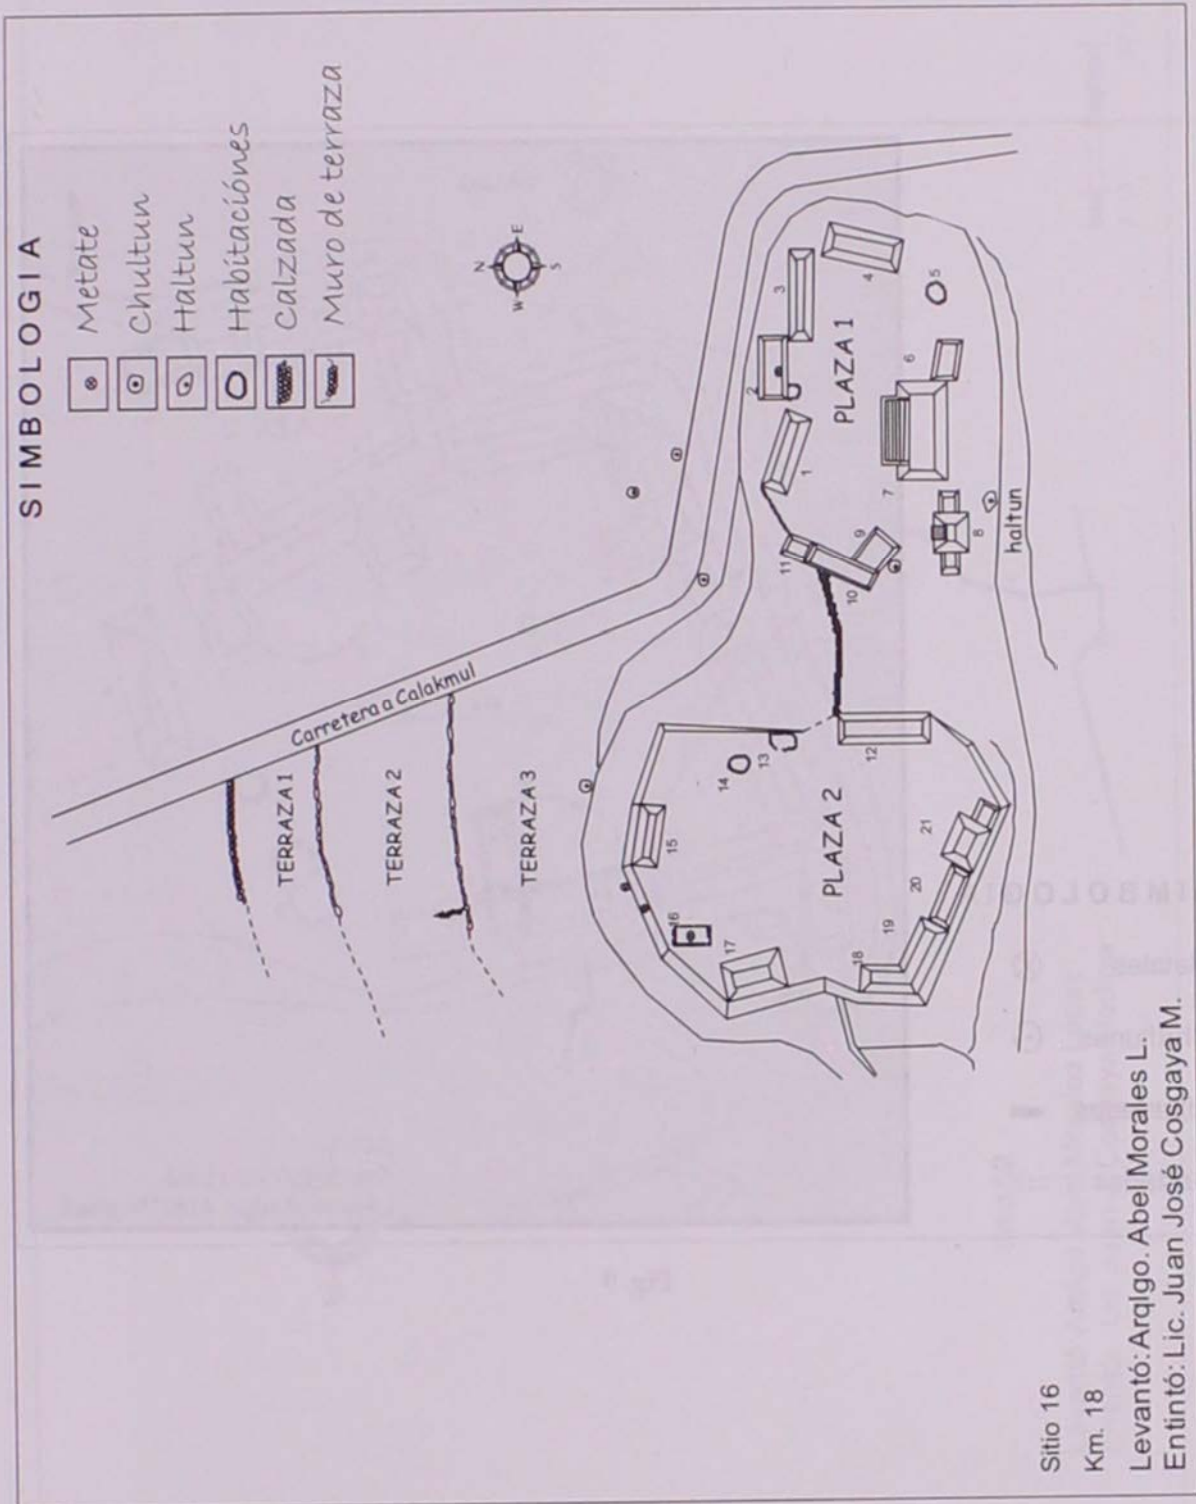 SIMBOLOGIA
Metate
Chultun
Haltun
Habitaciónes
Calzada
Muro de terraza
N
W
E
S
Carretera a Calakmul
TERRAZA 1
TERRAZA 2
TERRAZA 3
PLAZA 1
1
2
3
4
5
6
7
8
9
10
11
haltun
PLAZA 2
12
13
14
15
16
17
18
19
20
21
Sitio 16
Km. 18
Levantó: Arqlgo. Abel Morales L.
Entintó: Lic. Juan José Cosgaya M.